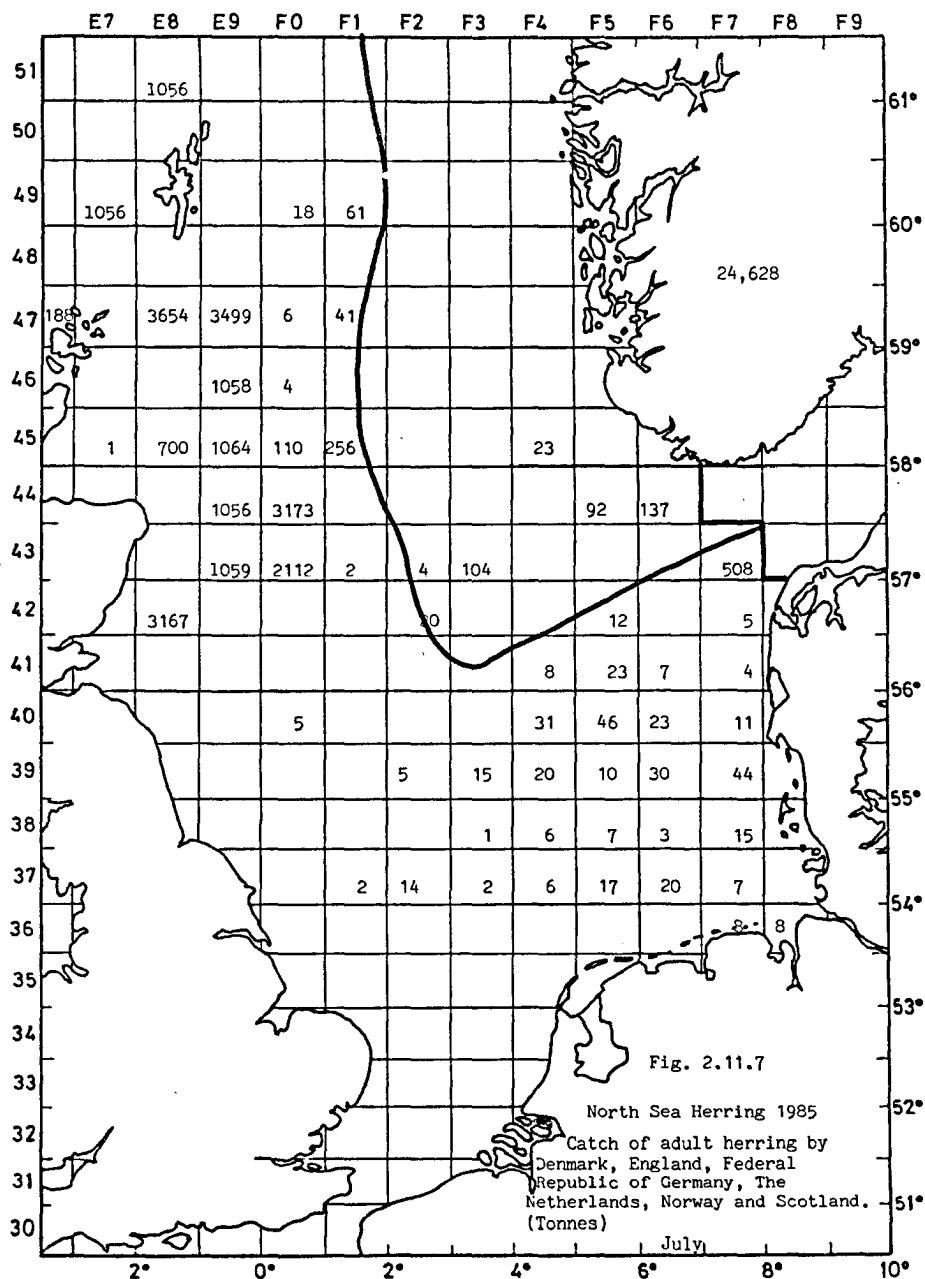 E7 E8 E9 F0 F1 F2 F3 F4 F5 F6 F7 F8 F9
51
1056
61°
50
49
1056 18 61
60°
48
24,628
47 188 3654 3499 6 41
59°
46 1058 4
45 1 700 1064 110 256 23
58°
44
1056 3173 92 137
43
1059 2112 2 4 104 508
57°
42
3167 12 5
41
8 23 7 4
56°
40 5 31 46 23 11
39 5 15 20 10 30 44
55°
38 1 6 7 3 15
37 2 14 2 6 17 20 7
54°
36 8 8
35
53°
34
Fig. 2.11.7
33
52°
North Sea Herring 1985
32
Catch of adult herring by
Denmark, England, Federal
31
Republic of Germany, The
Netherlands, Norway and Scotland.
51°
(Tonnes)
30
July
2° 0° 2° 4° 6° 8° 10°